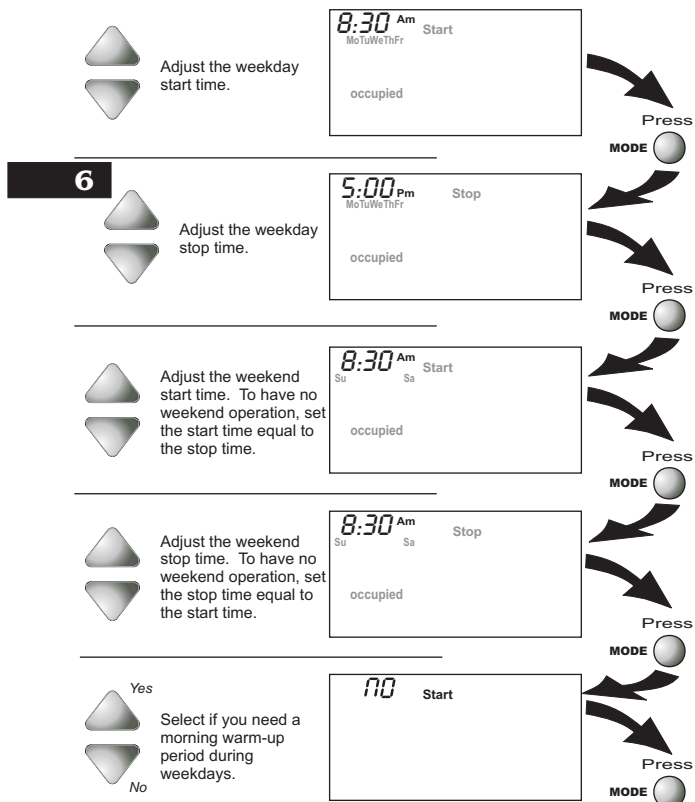 Adjust the weekday
start time.
8:30 Am Start
MoTuWeThFr
occupied
Press
MODE
6
Adjust the weekday
stop time.
5:00 Pm Stop
MoTuWeThFr
occupied
Press
MODE
Adjust the weekend
start time. To have no
weekend operation, set
the start time equal to
the stop time.
8:30 Am Start
Su Sa
occupied
Press
MODE
Adjust the weekend
stop time. To have no
weekend operation, set
the stop time equal to
the start time.
8:30 Am Stop
Su Sa
occupied
Press
MODE
Yes
Select if you need a
morning warm-up
period during
weekdays.
No
no Start
Press
MODE